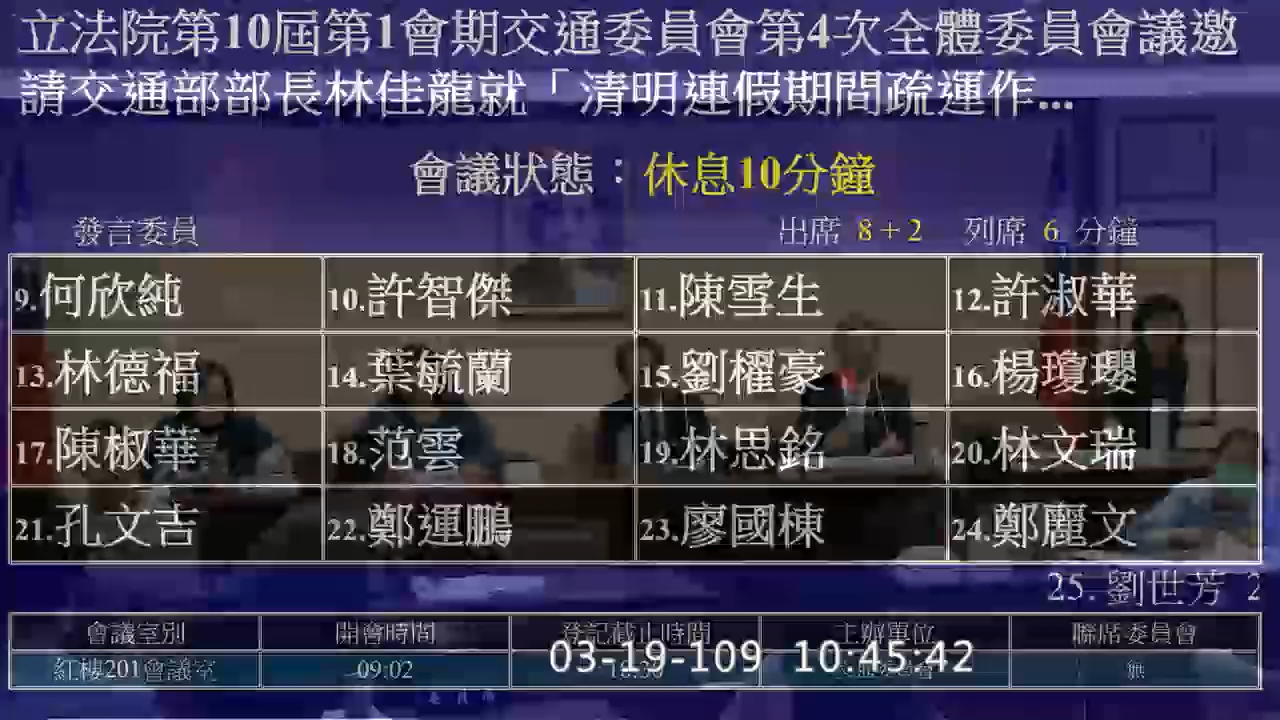 立法院第10屆第1會期交通委員會第4次全體委員會議邀
請交通部部長林佳龍就「清明連假期間疏運作...
會議狀態：休息10分鐘
發言委員 出席 8+2 列席 6 分鐘
9.何欣純 10.許智傑 11.陳雪生 12.許淑華
13.林德福 14.葉毓蘭 15.劉櫂豪 16.楊瓊瓔
17.陳椒華 18.范雲 19.林思銘 20.林文瑞
21.孔文吉 22.鄭運鵬 23.廖國棟 24.鄭麗文
25. 劉世芳 2
會議室別 開會時間 登記截止時間 主辦單位 聯席委員會
紅樓201會議室 09:02 無
03-19-109 10:45:42